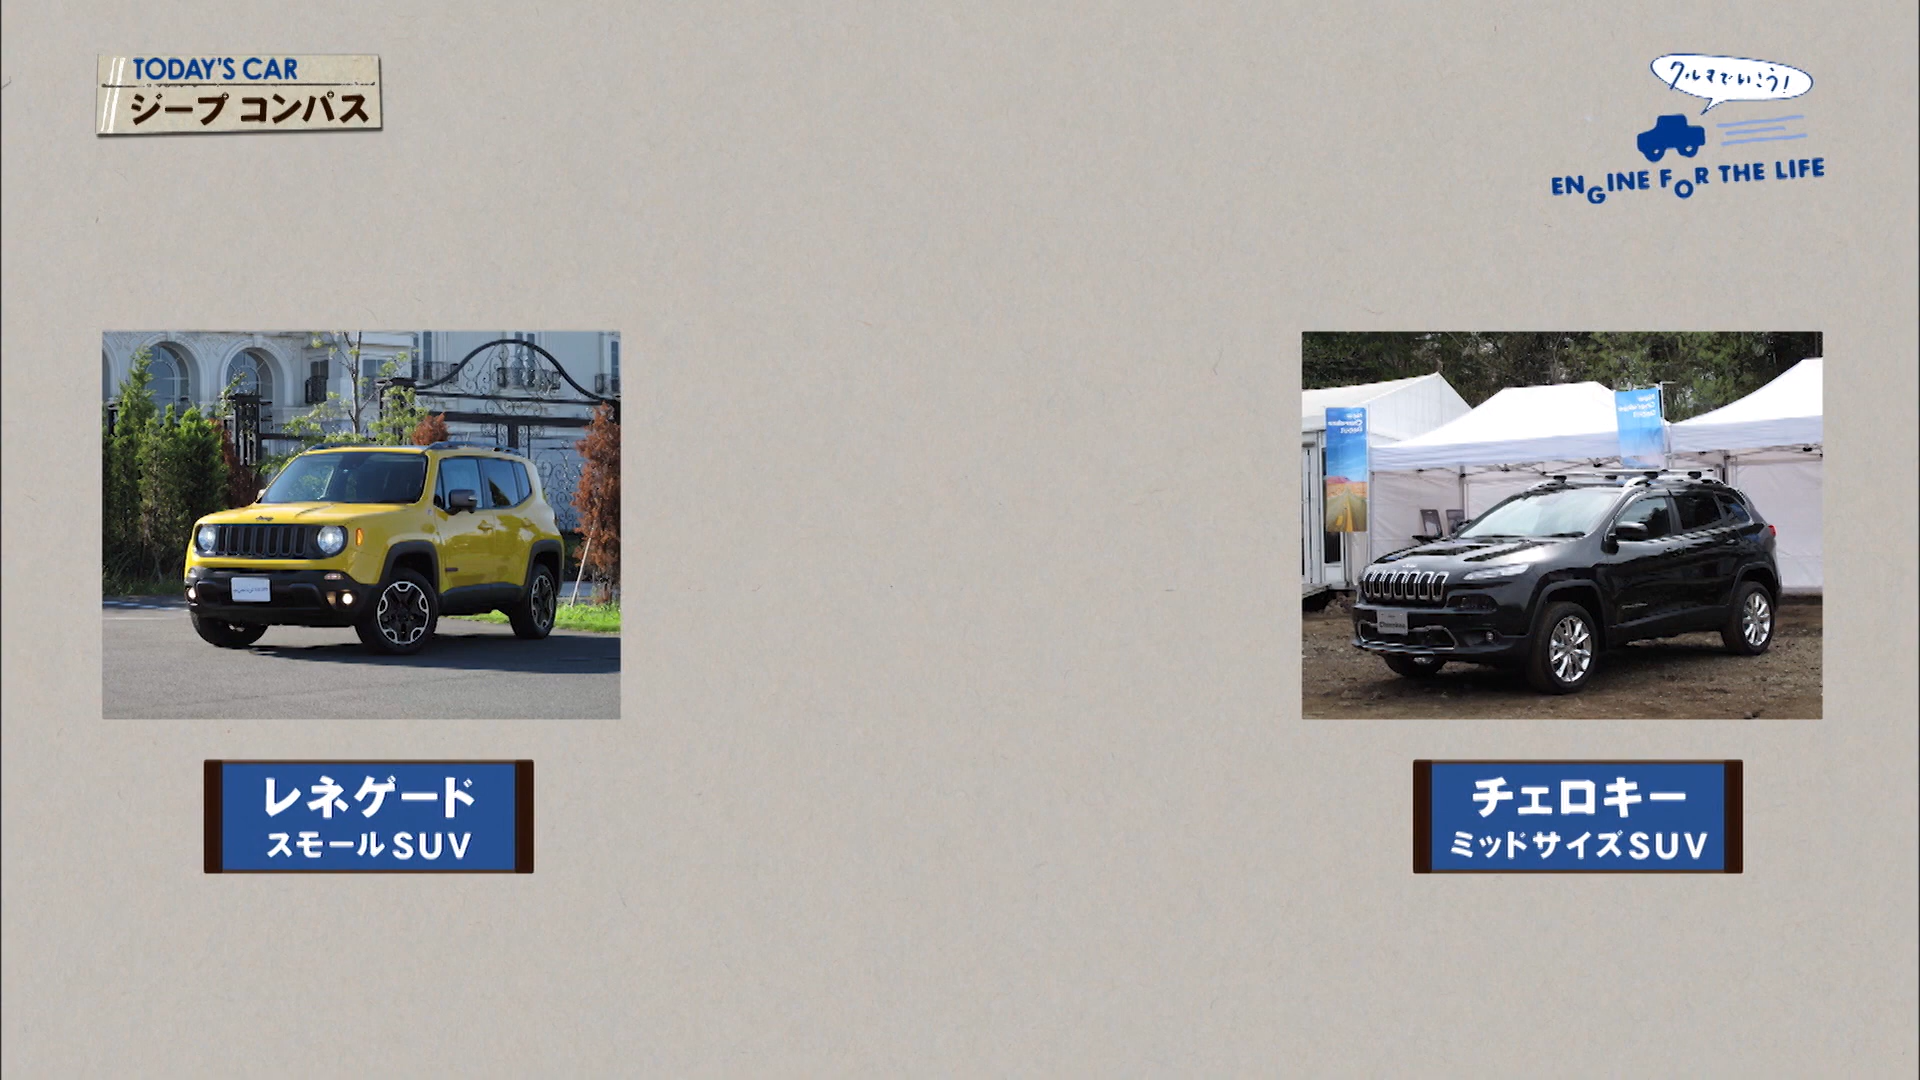 TODAY'S CAR
ジープ コンパス
クルマでいこう!
ENGINE FOR THE LIFE
Jeep
レネゲード
スモールSUV
Cherokee
チェロキー
ミッドサイズSUV